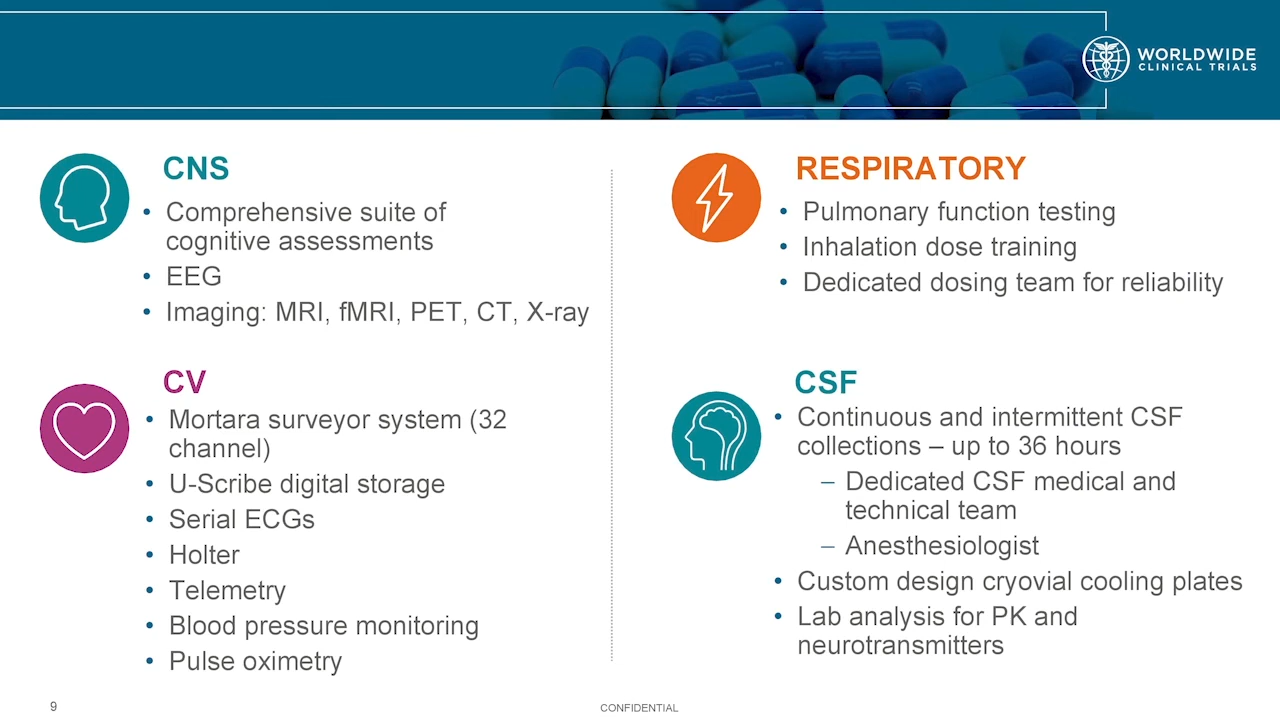 WORLDWIDE
CLINICAL TRIALS
CNS
• Comprehensive suite of
cognitive assessments
• EEG
• Imaging: MRI, fMRI, PET, CT, X-ray
CV
• Mortara surveyor system (32
channel)
• U-Scribe digital storage
• Serial ECGs
• Holter
• Telemetry
• Blood pressure monitoring
• Pulse oximetry
RESPIRATORY
• Pulmonary function testing
• Inhalation dose training
• Dedicated dosing team for reliability
CSF
• Continuous and intermittent CSF
collections – up to 36 hours
– Dedicated CSF medical and
technical team
– Anesthesiologist
• Custom design cryovial cooling plates
• Lab analysis for PK and
neurotransmitters
9
CONFIDENTIAL